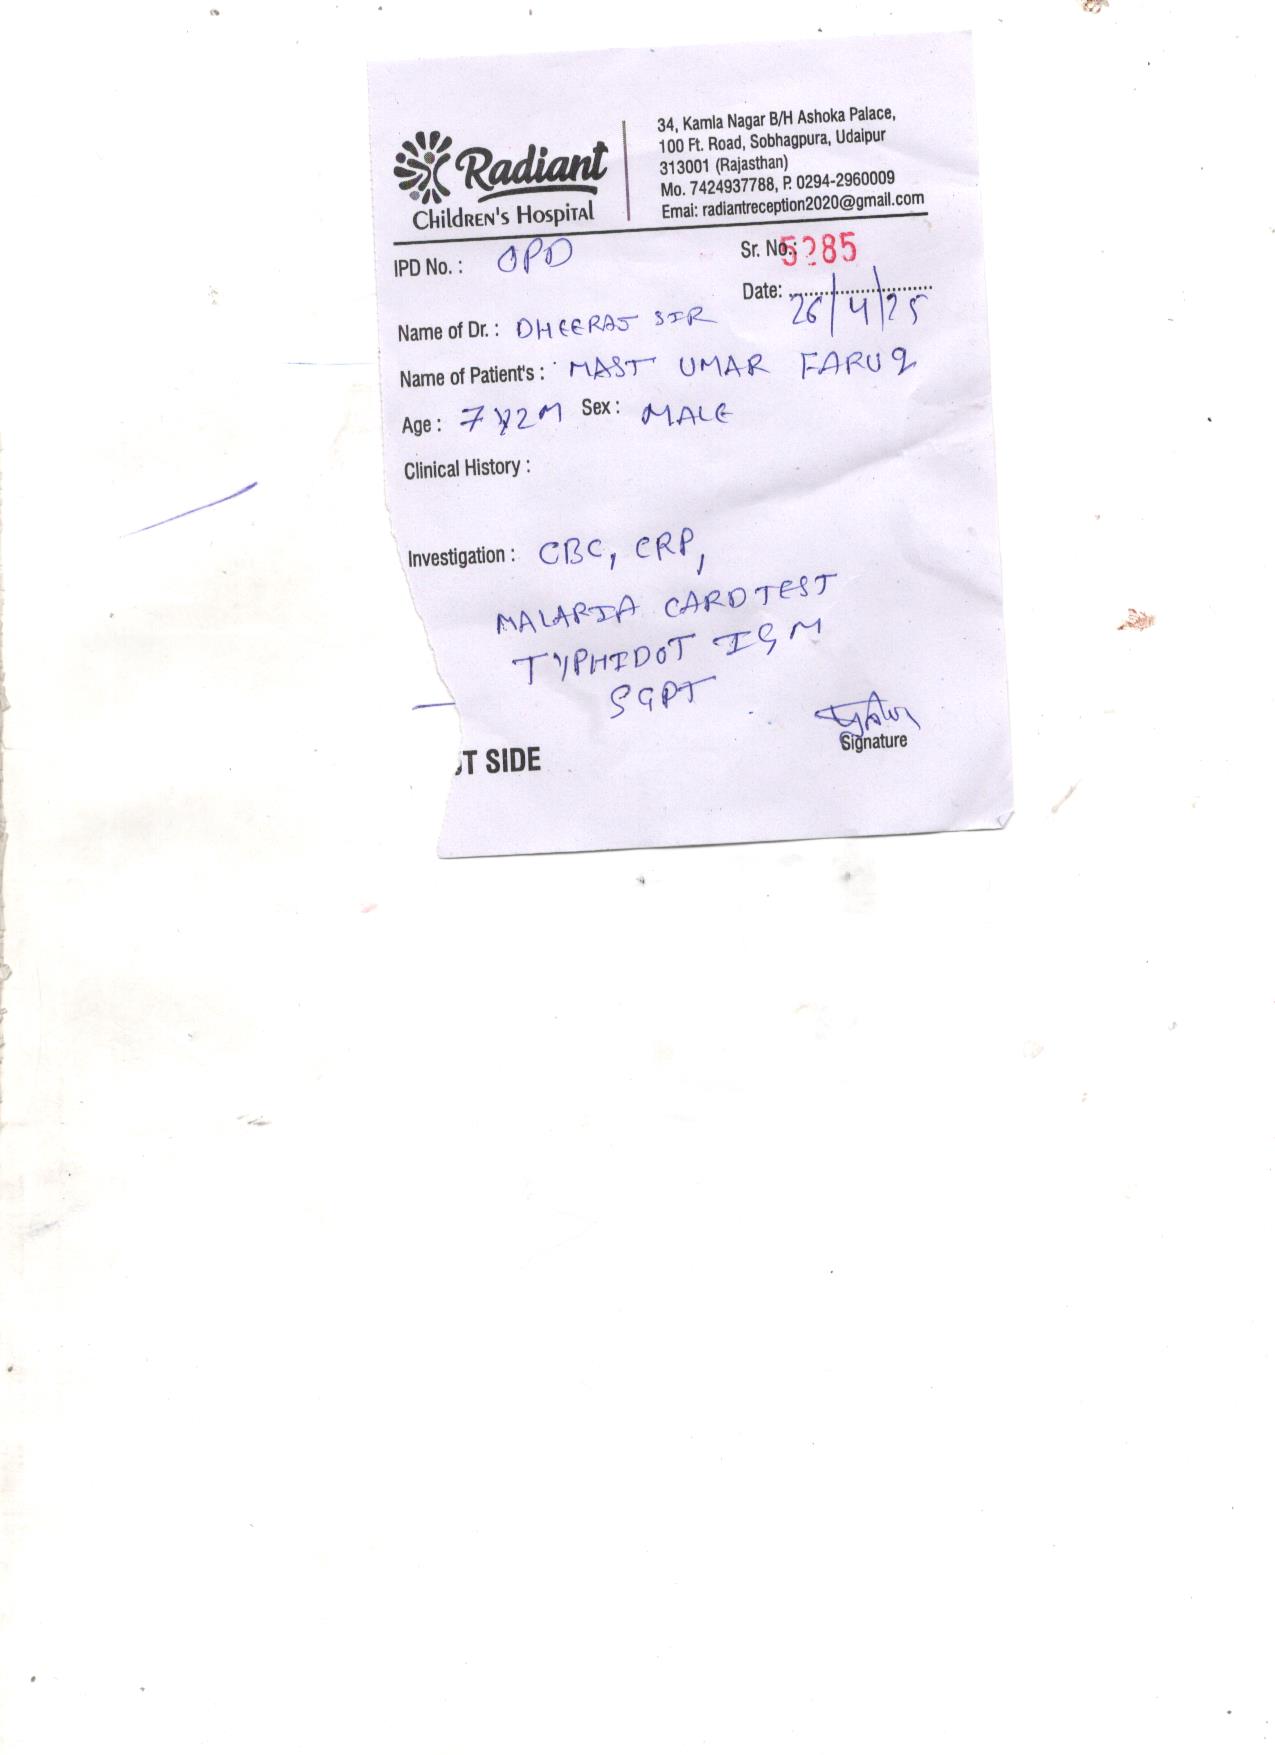 Radiant
Children's Hospital
34, Kamla Nagar B/H Ashoka Palace,
100 Ft. Road, Sobhagpura, Udaipur
313001 (Rajasthan)
Mo. 7424937788, P. 0294-2960009
Emai: radiantreception2020@gmail.com
IPD No. : OPD
Sr. No.: 5285
Date: 26/4/25
Name of Dr. : DHEERAJ SIR
Name of Patient's : MAST UMAR FARUQ
Age : 7Y2M Sex : MALE
Clinical History :
Investigation : CBC, CRP,
MALARIA CARD TEST
TYPHIDOT IGM
SGPT
Signature
T SIDE